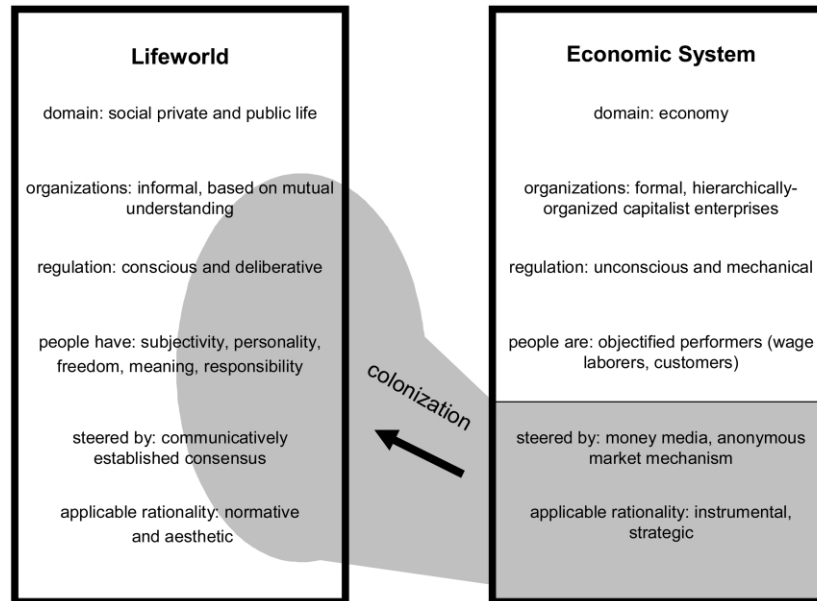 Lifeworld
domain: social private and public life
organizations: informal, based on mutual
understanding
regulation: conscious and deliberative
people have: subjectivity, personality,
freedom, meaning, responsibility
steered by: communicatively
established consensus
applicable rationality: normative
and aesthetic
colonization
Economic System
domain: economy
organizations: formal, hierarchically-
organized capitalist enterprises
regulation: unconscious and mechanical
people are: objectified performers (wage
laborers, customers)
steered by: money media, anonymous
market mechanism
applicable rationality: instrumental,
strategic